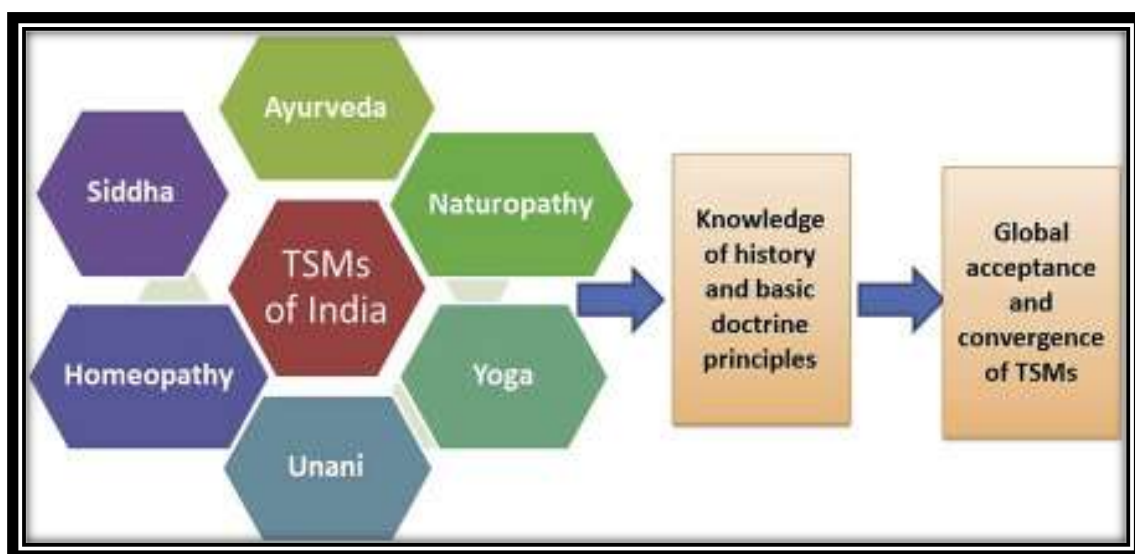 Ayurveda
Siddha
Naturopathy
TSMs
of India
Homeopathy
Yoga
Unani
Knowledge
of history
and basic
doctrine
principles
Global
acceptance
and
convergence
of TSMs